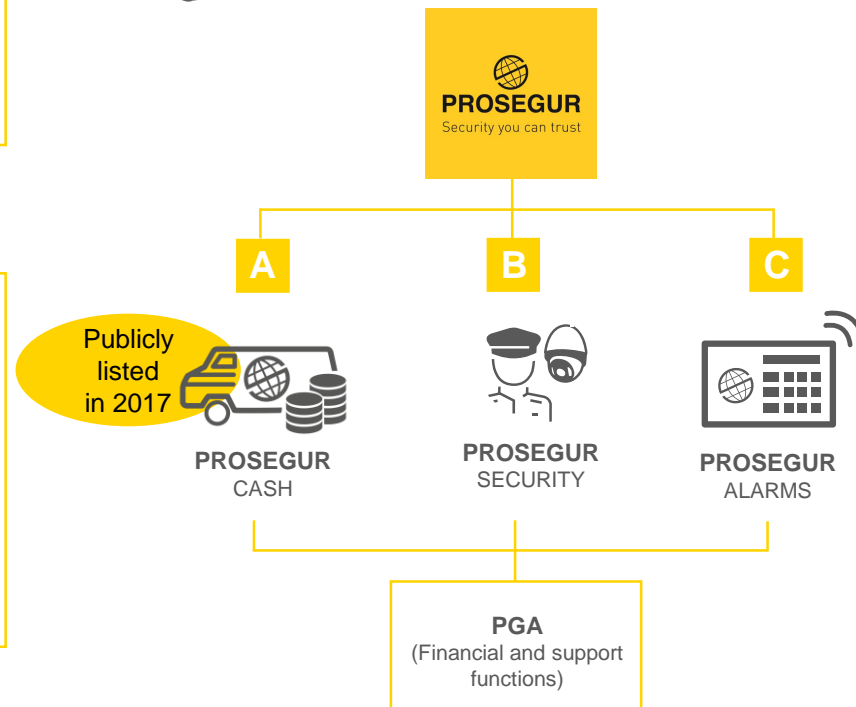 PROSEGUR
Security you can trust
A
B
C
Publicly
listed
in 2017
PROSEGUR
CASH
PROSEGUR
SECURITY
PROSEGUR
ALARMS
PGA
(Financial and support
functions)